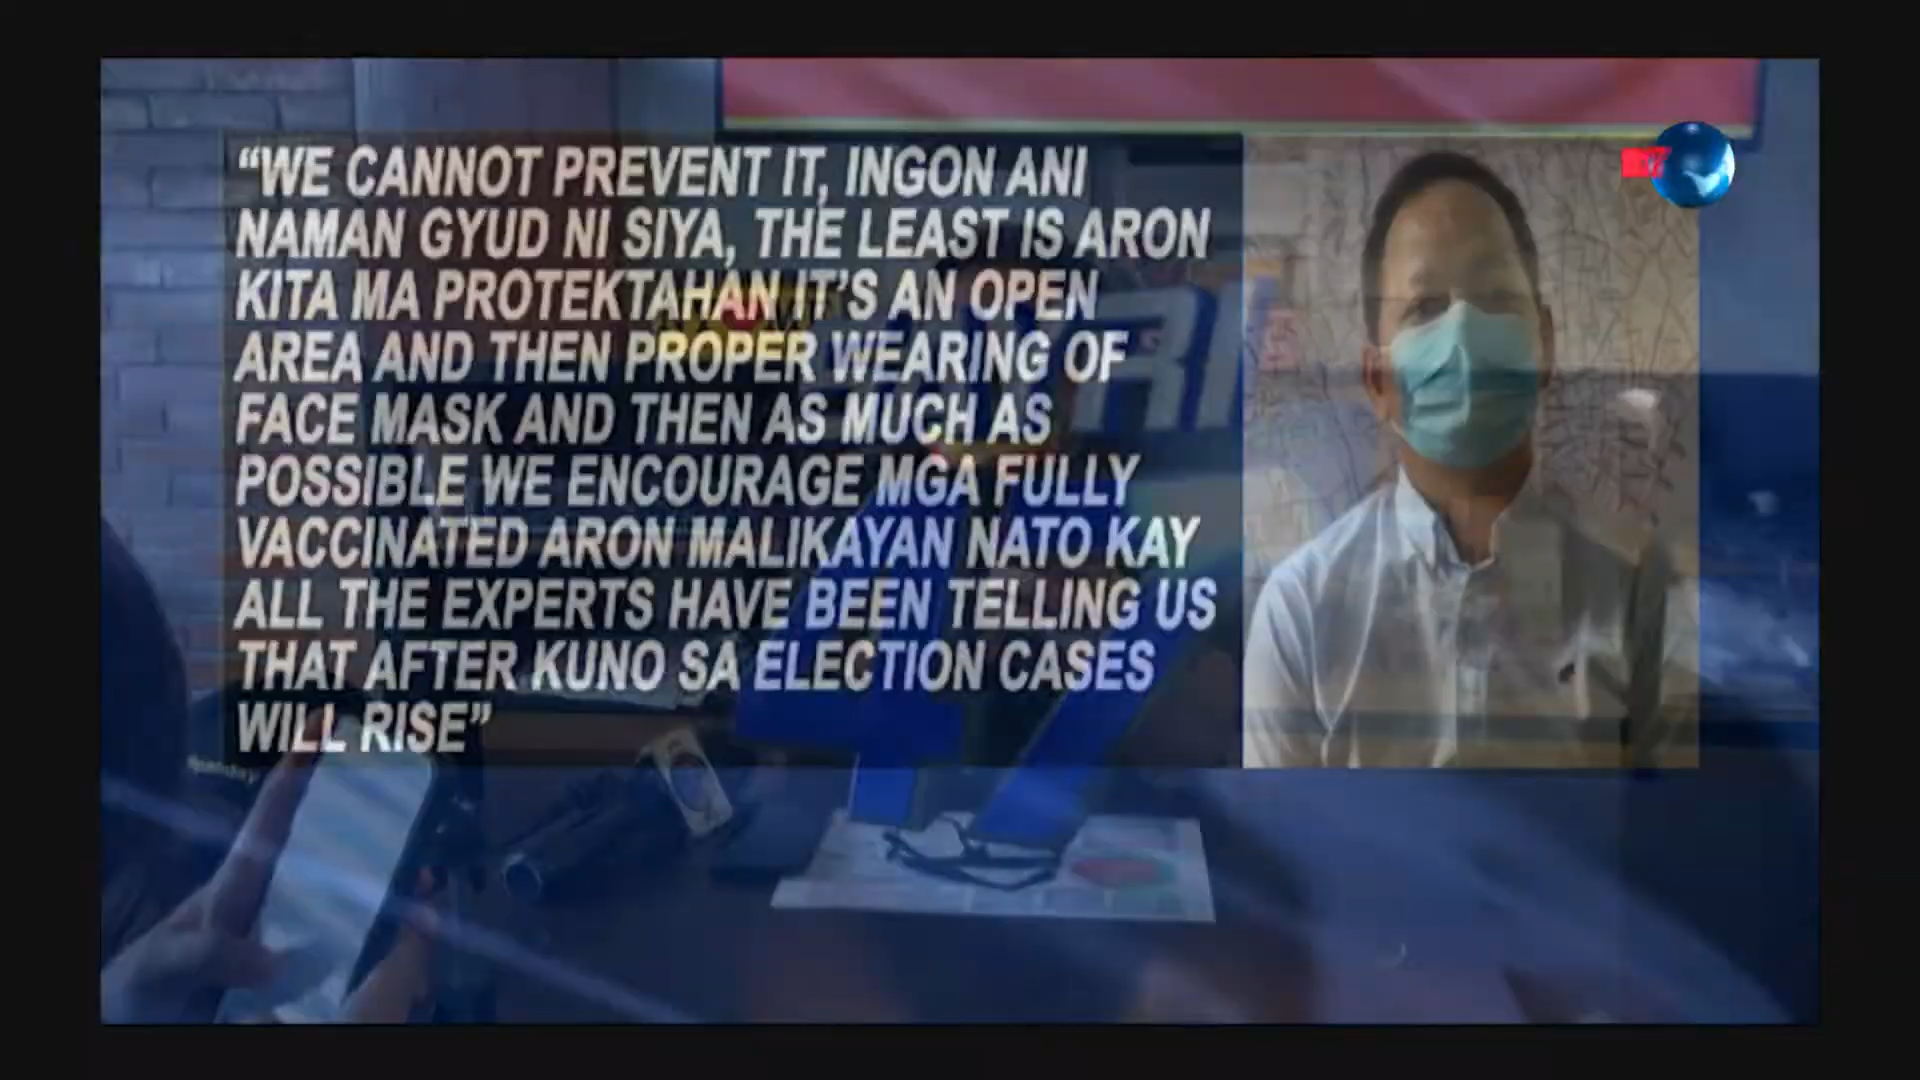 “WE CANNOT PREVENT IT, INGON ANI
NAMAN GYUD NI SIYA, THE LEAST IS ARON
KITA MA PROTEKTAHAN IT’S AN OPEN
AREA AND THEN PROPER WEARING OF
FACE MASK AND THEN AS MUCH AS
POSSIBLE WE ENCOURAGE MGA FULLY
VACCINATED ARON MALIKAYAN NATO KAY
ALL THE EXPERTS HAVE BEEN TELLING US
THAT AFTER KUNO SA ELECTION CASES
WILL RISE”